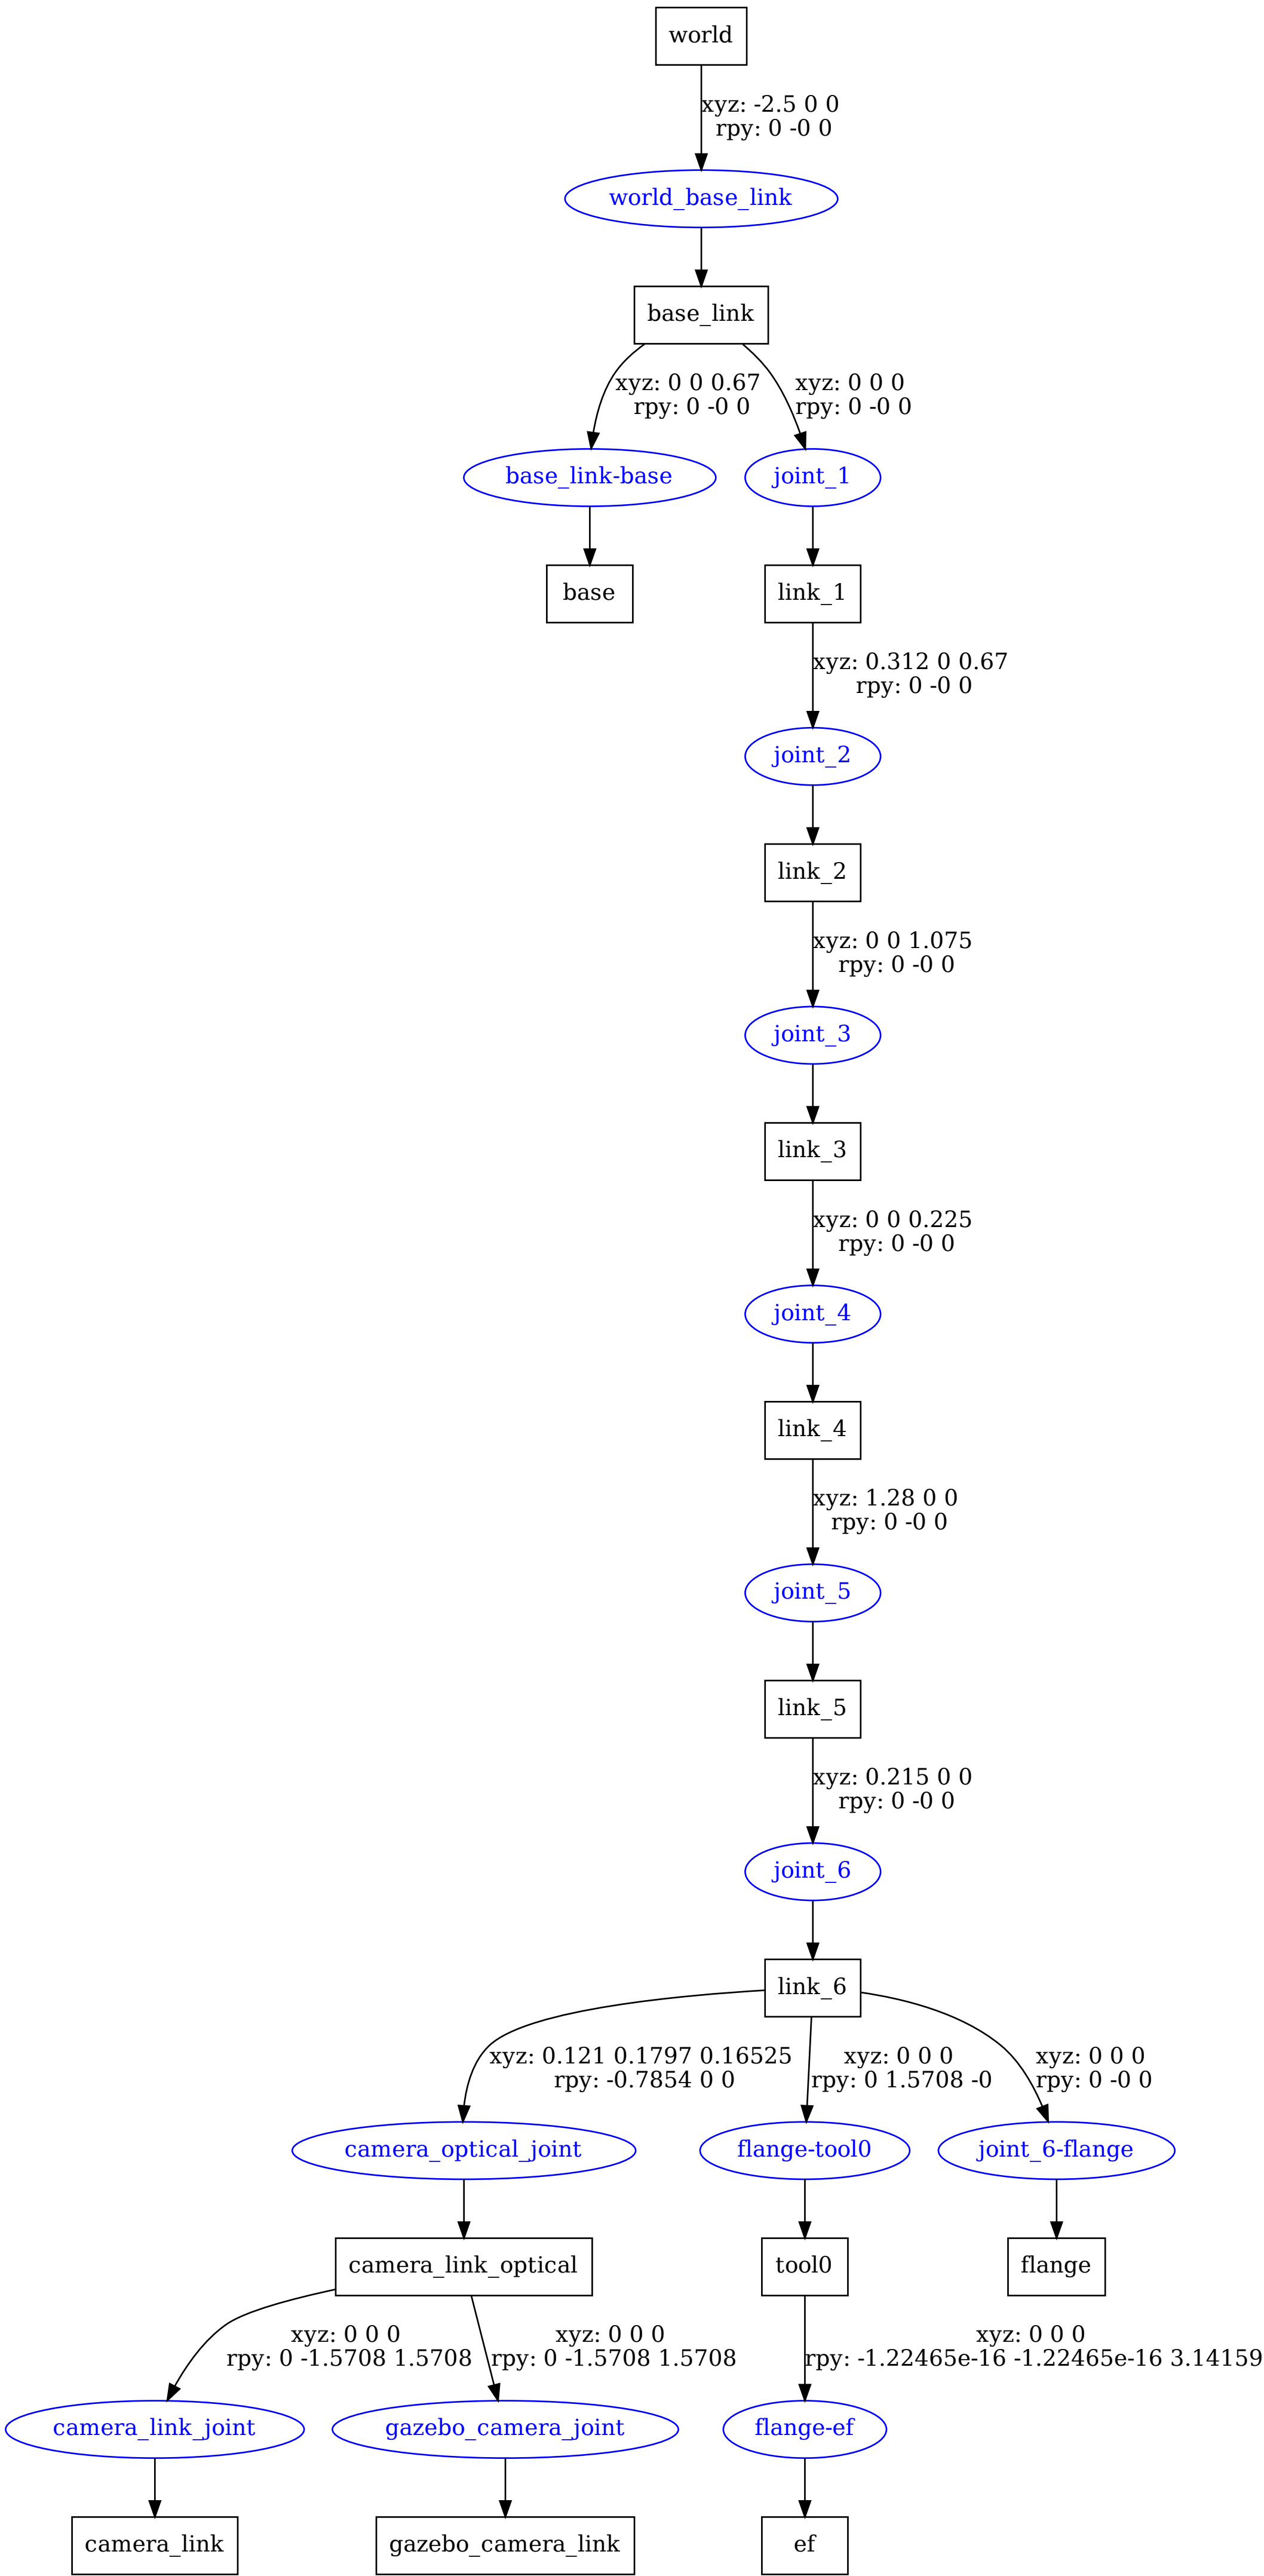 world
xyz: -2.5 0 0
rpy: 0 -0 0
world_base_link
base_link
xyz: 0 0 0.67
rpy: 0 -0 0
xyz: 0 0 0
rpy: 0 -0 0
base_link-base
joint_1
base
link_1
xyz: 0.312 0 0.67
rpy: 0 -0 0
joint_2
link_2
xyz: 0 0 1.075
rpy: 0 -0 0
joint_3
link_3
xyz: 0 0 0.225
rpy: 0 -0 0
joint_4
link_4
xyz: 1.28 0 0
rpy: 0 -0 0
joint_5
link_5
xyz: 0.215 0 0
rpy: 0 -0 0
joint_6
link_6
xyz: 0.121 0.1797 0.16525
rpy: -0.7854 0 0
xyz: 0 0 0
rpy: 0 1.5708 -0
xyz: 0 0 0
rpy: 0 -0 0
camera_optical_joint
flange-tool0
joint_6-flange
camera_link_optical
tool0
flange
xyz: 0 0 0
rpy: 0 -1.5708 1.5708
xyz: 0 0 0
rpy: 0 -1.5708 1.5708
xyz: 0 0 0
rpy: -1.22465e-16 -1.22465e-16 3.14159
camera_link_joint
gazebo_camera_joint
flange-ef
camera_link
gazebo_camera_link
ef